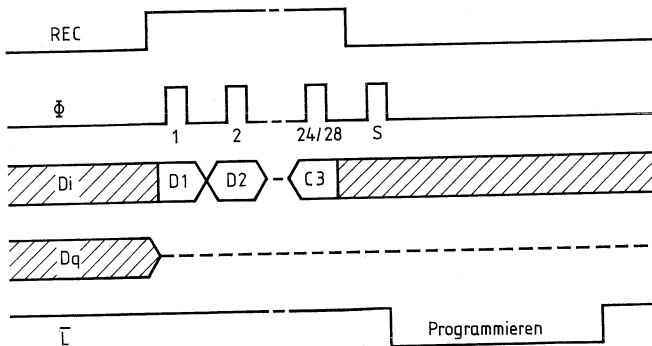 REC
Φ
1 2 24/28 S
Di D1 D2 C3
Dq
L̅ Programmieren